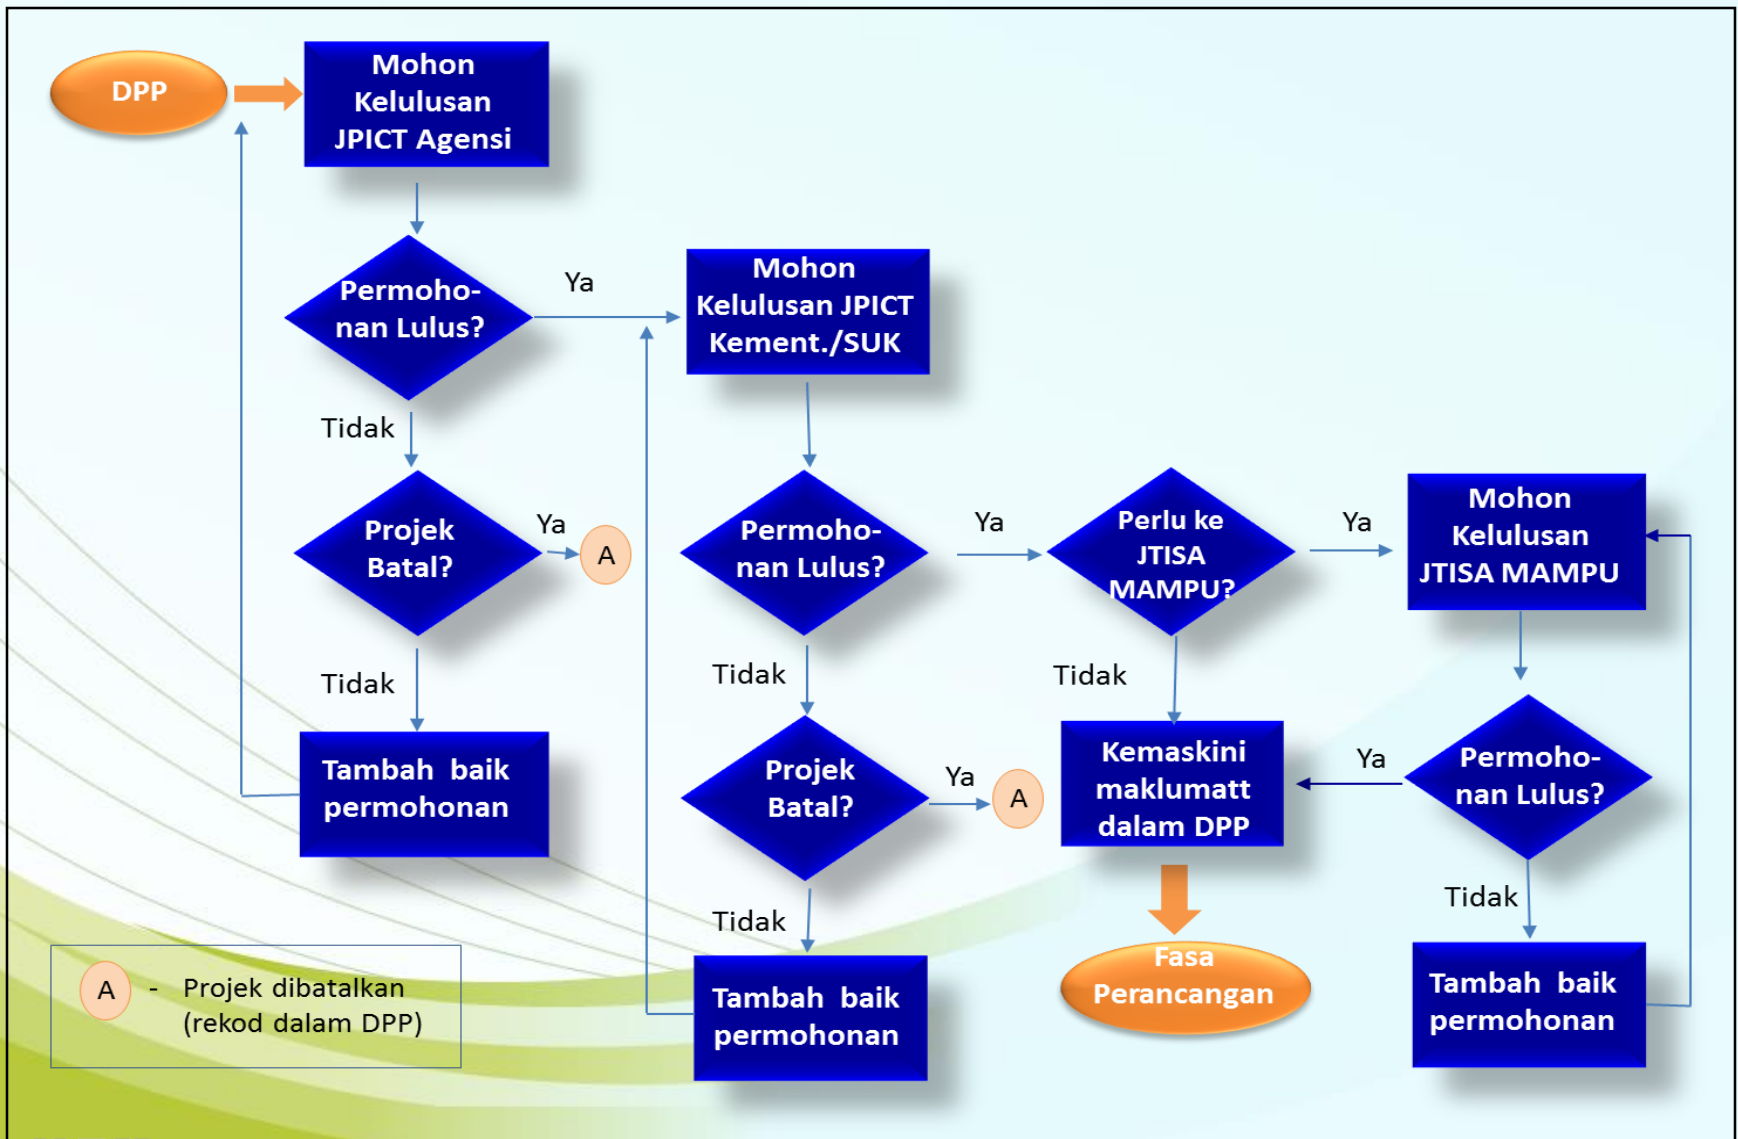 DPP
Mohon
Kelulusan
JPICT Agensi
Permoho-
nan Lulus?
Ya
Mohon
Kelulusan JPICT
Kement./SUK
Tidak
Projek
Batal?
Ya
A
Permoho-
nan Lulus?
Ya
Perlu ke
JTISA
MAMPU?
Ya
Mohon
Kelulusan
JTISA MAMPU
Tidak
Tidak
Tidak
Tambah baik
permohonan
Projek
Batal?
Ya
A
Kemaskini
maklumatt
dalam DPP
Ya
Permoho-
nan Lulus?
Tidak
Tidak
Tambah baik
permohonan
Fasa
Perancangan
Tambah baik
permohonan
A - Projek dibatalkan
(rekod dalam DPP)